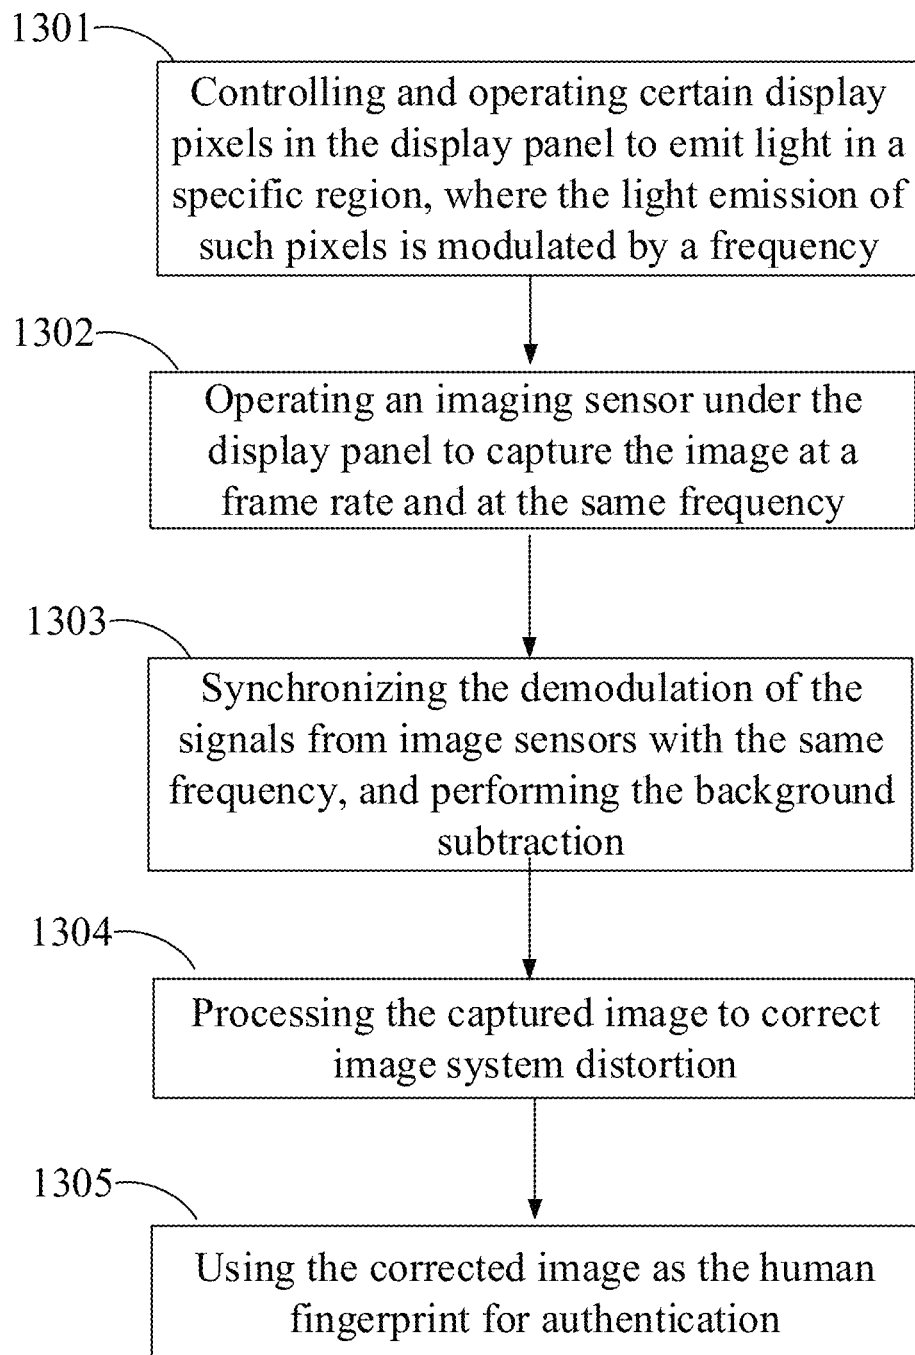 1301
Controlling and operating certain display
pixels in the display panel to emit light in a
specific region, where the light emission of
such pixels is modulated by a frequency
1302
Operating an imaging sensor under the
display panel to capture the image at a
frame rate and at the same frequency
1303
Synchronizing the demodulation of the
signals from image sensors with the same
frequency, and performing the background
subtraction
1304
Processing the captured image to correct
image system distortion
1305
Using the corrected image as the human
fingerprint for authentication